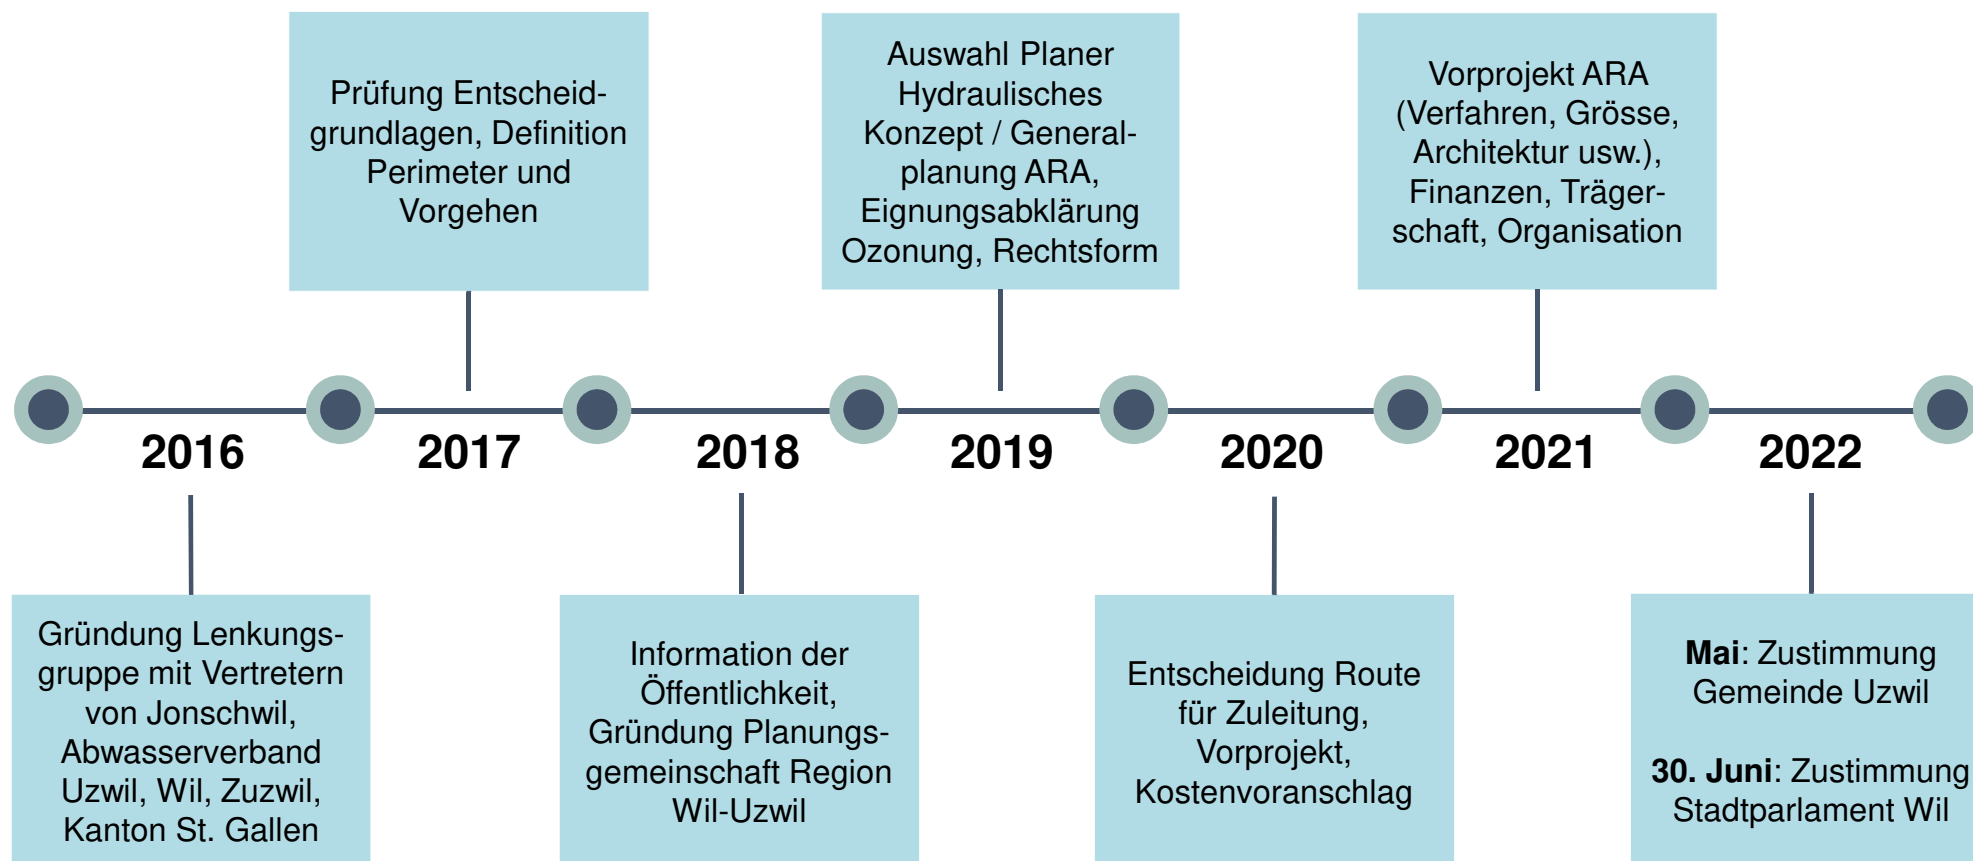 Prüfung Entscheid-
grundlagen, Definition
Perimeter und
Vorgehen
Auswahl Planer
Hydraulisches
Konzept / General-
planung ARA,
Eignungsabklärung
Ozonung, Rechtsform
Vorprojekt ARA
(Verfahren, Grösse,
Architektur usw.),
Finanzen, Träger-
schaft, Organisation
2016
2017
2018
2019
2020
2021
2022
Gründung Lenkungs-
gruppe mit Vertretern
von Jonschwil,
Abwasserverband
Uzwil, Wil, Zuzwil,
Kanton St. Gallen
Information der
Öffentlichkeit,
Gründung Planungs-
gemeinschaft Region
Wil-Uzwil
Entscheidung Route
für Zuleitung,
Vorprojekt,
Kostenvoranschlag
Mai: Zustimmung
Gemeinde Uzwil
30. Juni: Zustimmung
Stadtparlament Wil